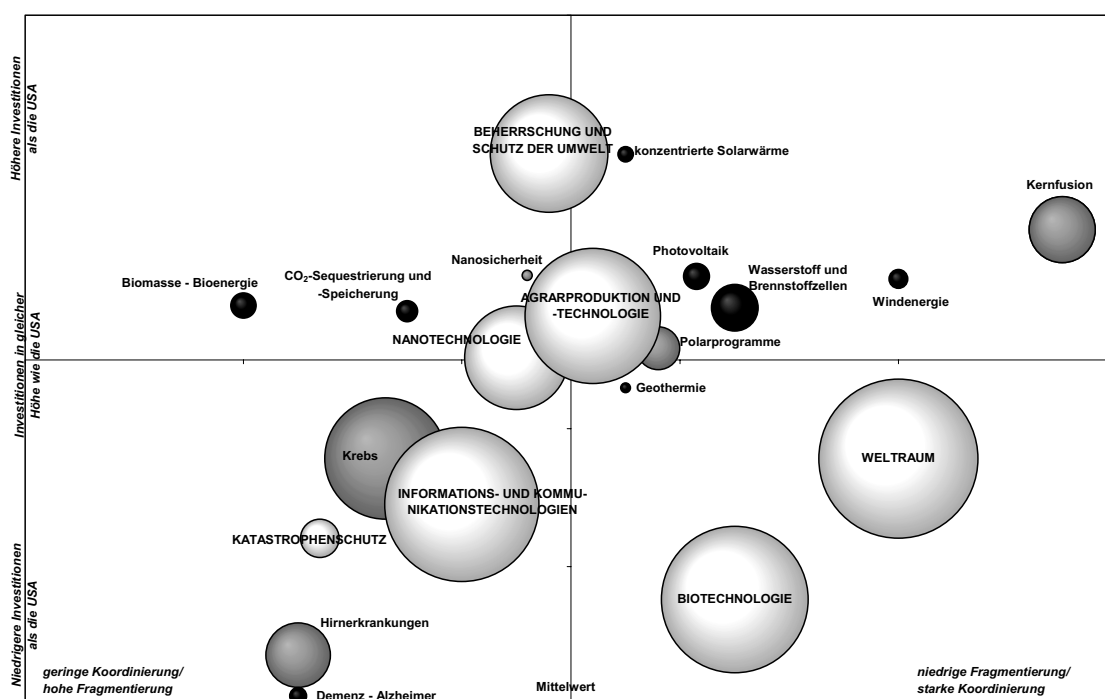 Höhere Investitionen
als die USA
BEHERRSCHUNG UND
SCHUTZ DER UMWELT
konzentrierte Solarwärme
Kernfusion
Nanosicherheit
Photovoltaik
Biomasse - Bioenergie
CO₂-Sequestrierung und
-Speicherung
Wasserstoff und
Brennstoffzellen
Windenergie
AGRARPRODUKTION UND
-TECHNOLOGIE
NANOTECHNOLOGIE
Polarprogramme
Investitionen in gleicher
Höhe wie die USA
Geothermie
Krebs
WELTRAUM
INFORMATIONS- UND KOMMU-
NIKATIONSTECHNOLOGIEN
KATASTROPHENSCHUTZ
BIOTECHNOLOGIE
Niedrigere Investitionen
als die USA
Hirnerkrankungen
geringe Koordinierung/
hohe Fragmentierung
Demenz - Alzheimer
Mittelwert
niedrige Fragmentierung/
starke Koordinierung